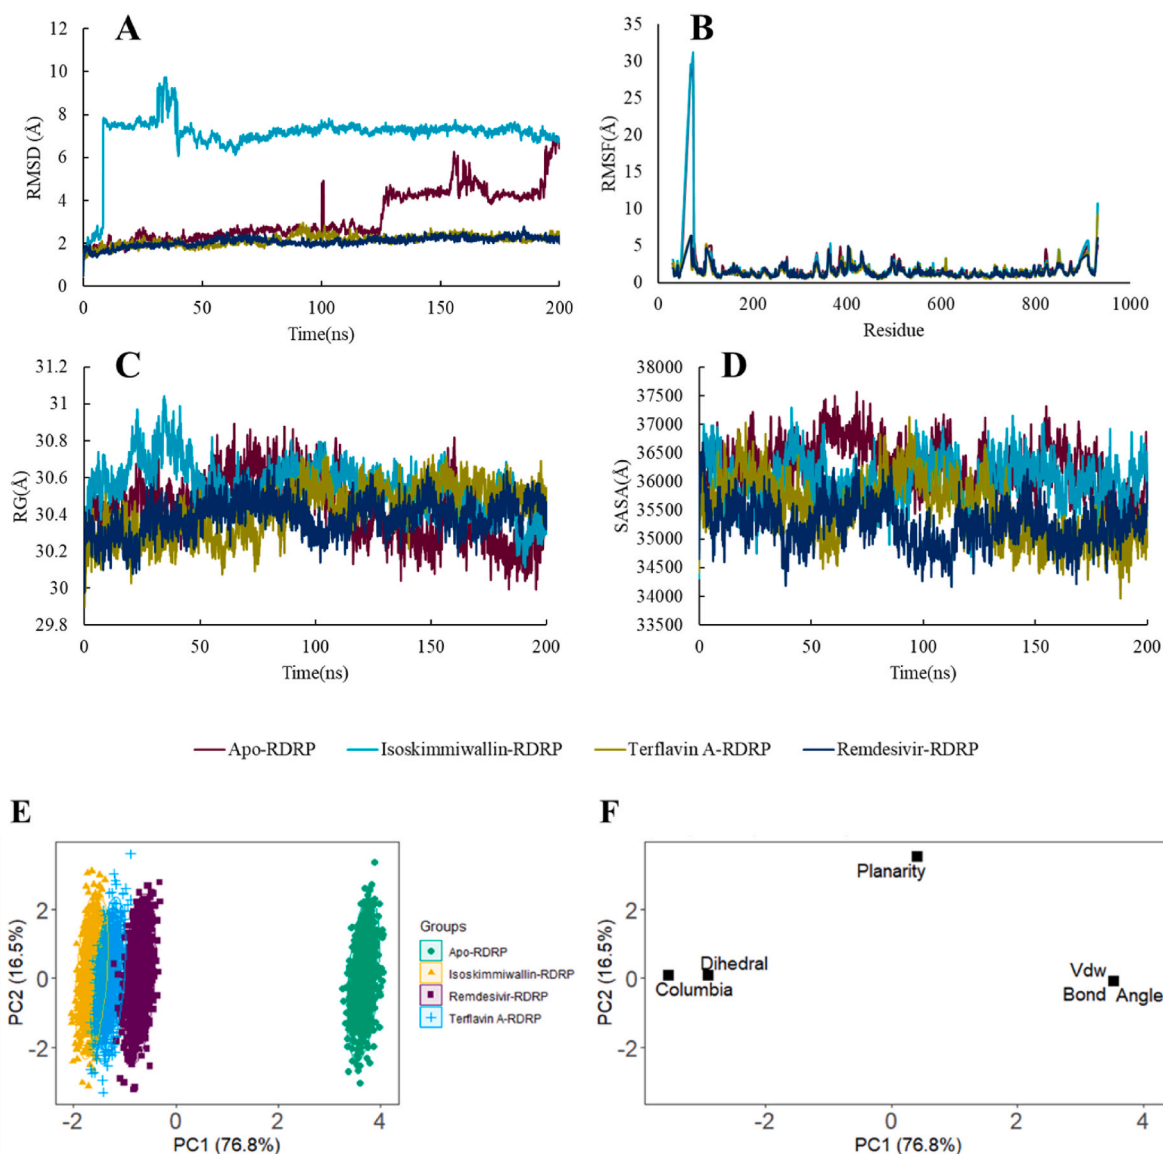 A
B
12
10
8
6
4
2
0
RMSD (Å)
0
50
100
150
200
Time(ns)
35
30
25
20
15
10
5
0
RMSF(Å)
0
200
400
600
800
1000
Residue
C
D
31.2
31
30.8
30.6
30.4
30.2
30
29.8
RG(Å)
0
50
100
150
200
Time(ns)
38000
37500
37000
36500
36000
35500
35000
34500
34000
33500
SASA(Å)
0
50
100
150
200
Time(ns)
Apo-RDRP Isoskimmiwallin-RDRP Terflavin A-RDRP Remdesivir-RDRP
E
F
2
0
-2
PC2 (16.5%)
-2
0
2
4
PC1 (76.8%)
Groups
Apo-RDRP
Isoskimmiwallin-RDRP
Remdesivir-RDRP
Terflavin A-RDRP
2
0
-2
PC2 (16.5%)
Planarity
Dihedral
Columbia
Vdw
Bond Angle
-2
0
2
4
PC1 (76.8%)